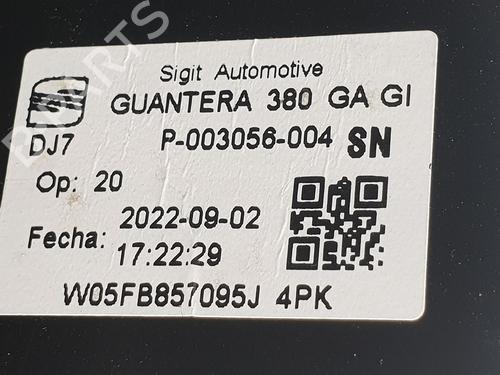 Sigit Automotive
GUANTERA 380 GA GI
DJ7 P-003056-004 SN
Op: 20
Fecha: 2022-09-02
17:22:29
W05FB857095J 4PK